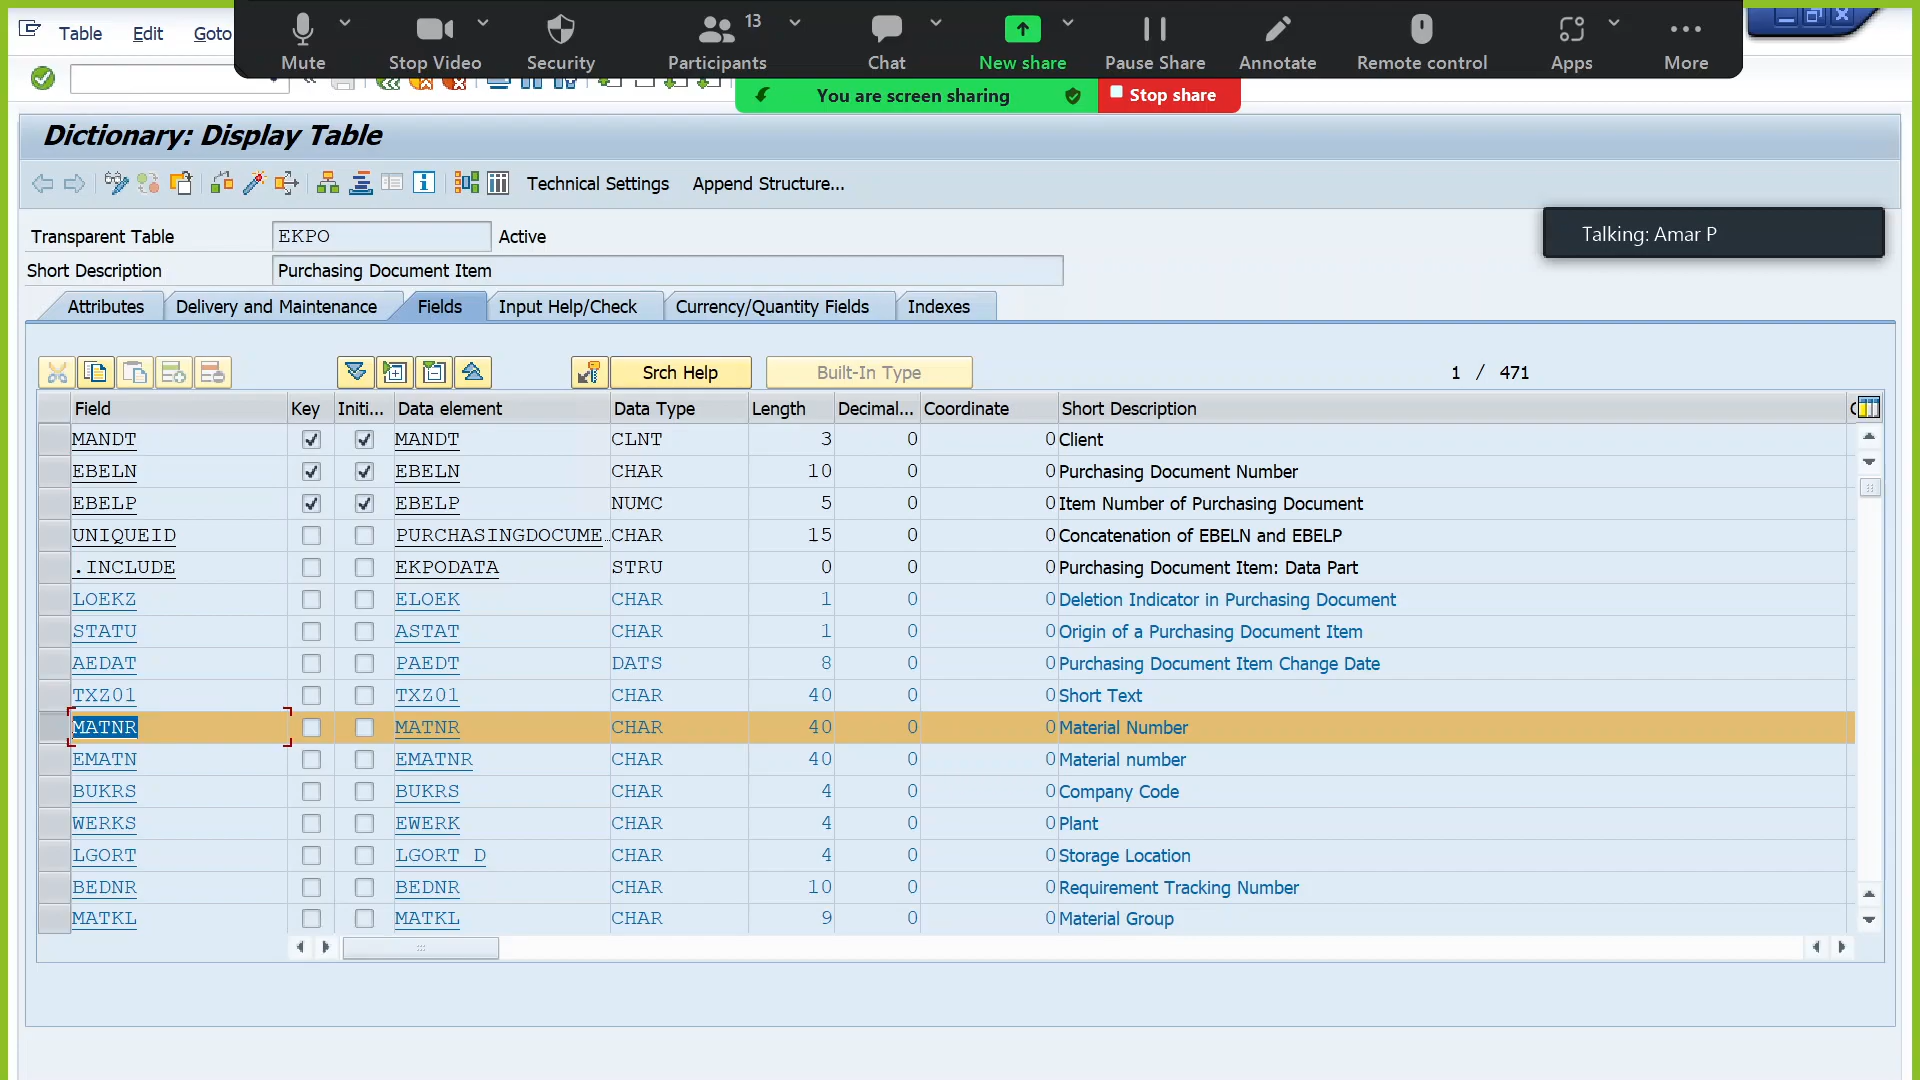 Table Edit Goto
Mute Stop Video Security Participants 13 Chat New share Pause Share Annotate Remote control Apps More
You are screen sharing Stop share
Dictionary: Display Table
Technical Settings Append Structure...
Talking: Amar P
Transparent Table EKPO Active
Short Description Purchasing Document Item
Attributes Delivery and Maintenance Fields Input Help/Check Currency/Quantity Fields Indexes
Srch Help Built-In Type 1 / 471
Field Key Initi... Data element Data Type Length Decimal... Coordinate Short Description
MANDT MANDT CLNT 3 0 0 Client
EBELN EBELN CHAR 10 0 0 Purchasing Document Number
EBELP EBELP NUMC 5 0 0 Item Number of Purchasing Document
UNIQUEID PURCHASINGDOCUME... CHAR 15 0 0 Concatenation of EBELN and EBELP
.INCLUDE EKPODATA STRU 0 0 0 Purchasing Document Item: Data Part
LOEKZ ELOEK CHAR 1 0 0 Deletion Indicator in Purchasing Document
STATU ASTAT CHAR 1 0 0 Origin of a Purchasing Document Item
AEDAT PAEDT DATS 8 0 0 Purchasing Document Item Change Date
TXZ01 TXZ01 CHAR 40 0 0 Short Text
MATNR MATNR CHAR 40 0 0 Material Number
EMATN EMATNR CHAR 40 0 0 Material number
BUKRS BUKRS CHAR 4 0 0 Company Code
WERKS EWERK CHAR 4 0 0 Plant
LGORT LGORT_D CHAR 4 0 0 Storage Location
BEDNR BEDNR CHAR 10 0 0 Requirement Tracking Number
MATKL MATKL CHAR 9 0 0 Material Group